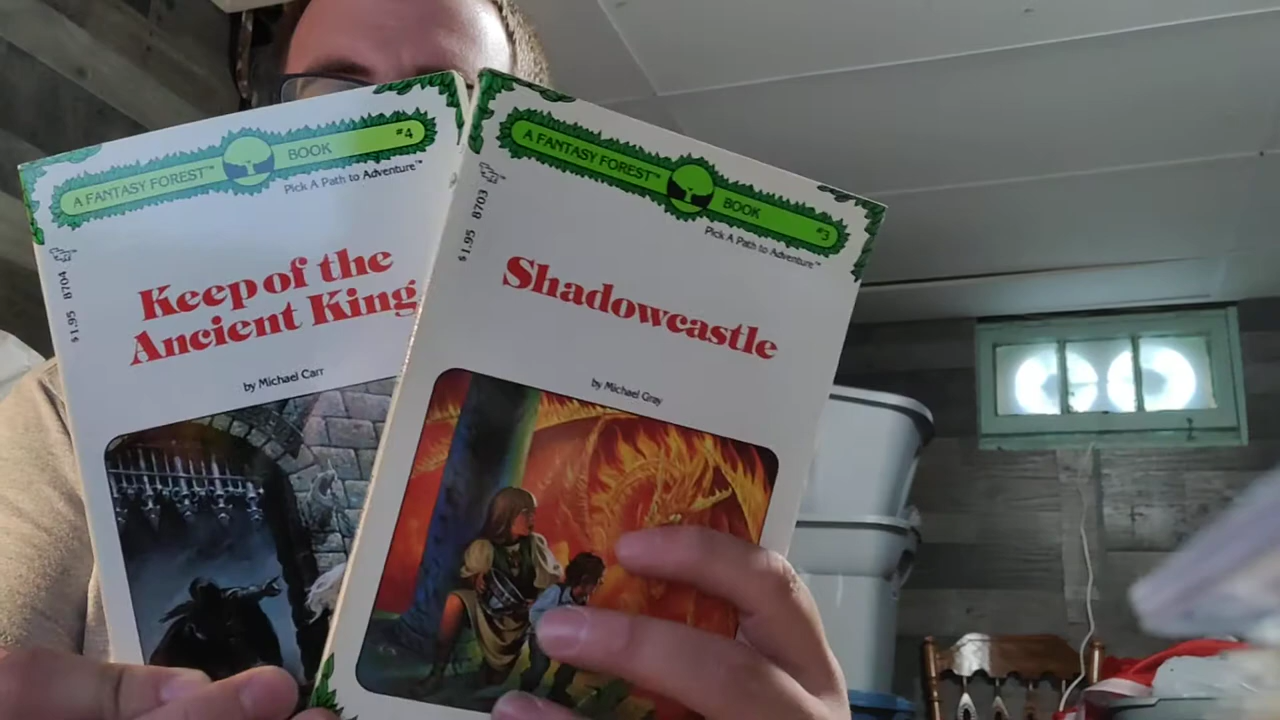 A FANTASY FOREST™ BOOK #4
Pick A Path to Adventure™
$1.95 8704
Keep of the
Ancient King
by Michael Carr
A FANTASY FOREST™ BOOK #3
Pick A Path to Adventure™
$1.95 8703
Shadowcastle
by Michael Gray